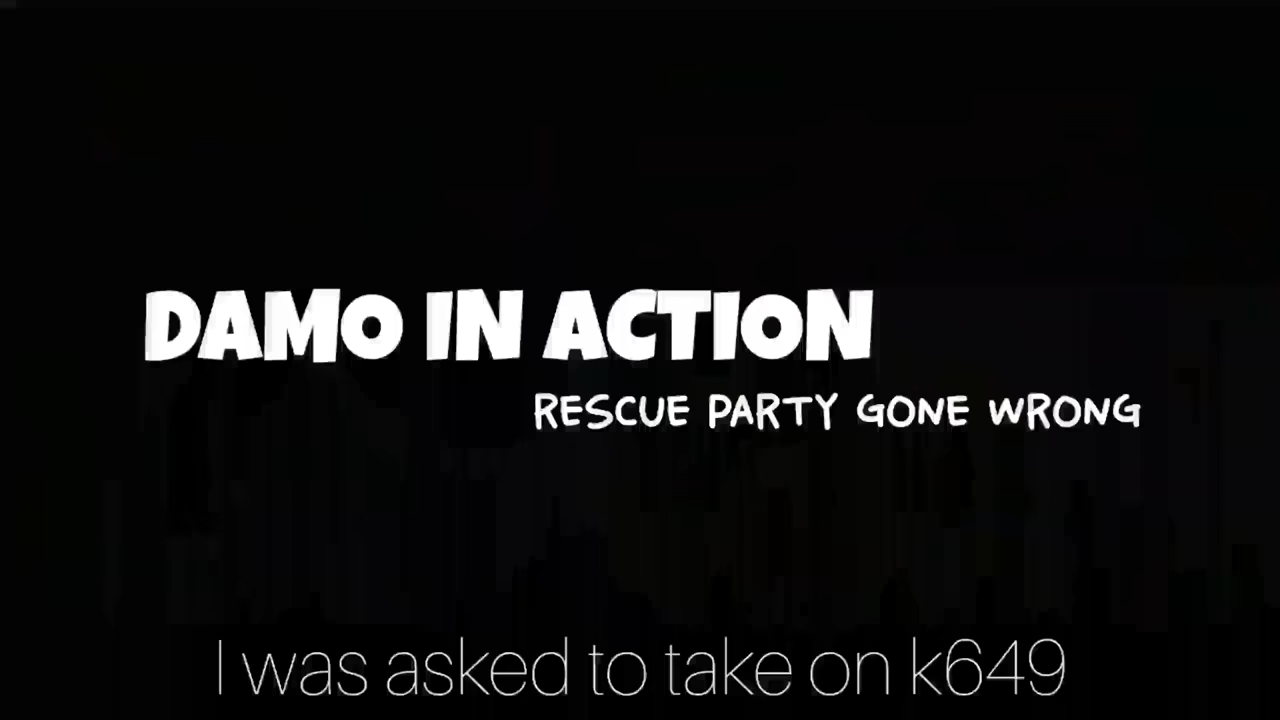 DAMO IN ACTION
RESCUE PARTY GONE WRONG
I was asked to take on k649